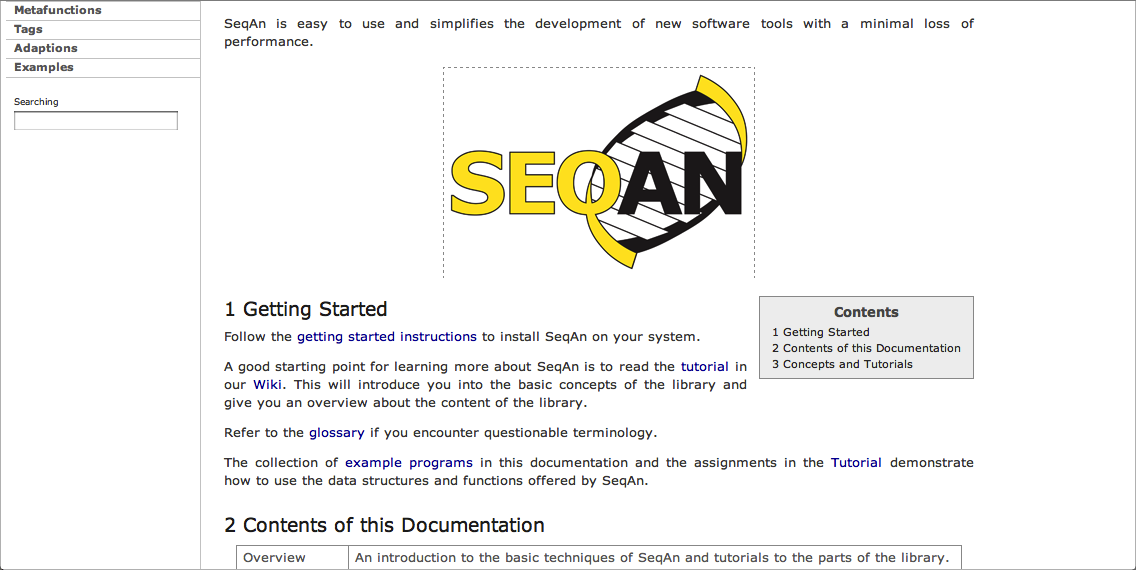 Metafunctions
Tags
Adaptions
Examples
Searching
SeqAn is easy to use and simplifies the development of new software tools with a minimal loss of
performance.
SEQAN
1 Getting Started
Follow the getting started instructions to install SeqAn on your system.
A good starting point for learning more about SeqAn is to read the tutorial in
our Wiki. This will introduce you into the basic concepts of the library and
give you an overview about the content of the library.
Refer to the glossary if you encounter questionable terminology.
The collection of example programs in this documentation and the assignments in the Tutorial demonstrate
how to use the data structures and functions offered by SeqAn.
Contents
1 Getting Started
2 Contents of this Documentation
3 Concepts and Tutorials
2 Contents of this Documentation
Overview An introduction to the basic techniques of SeqAn and tutorials to the parts of the library.